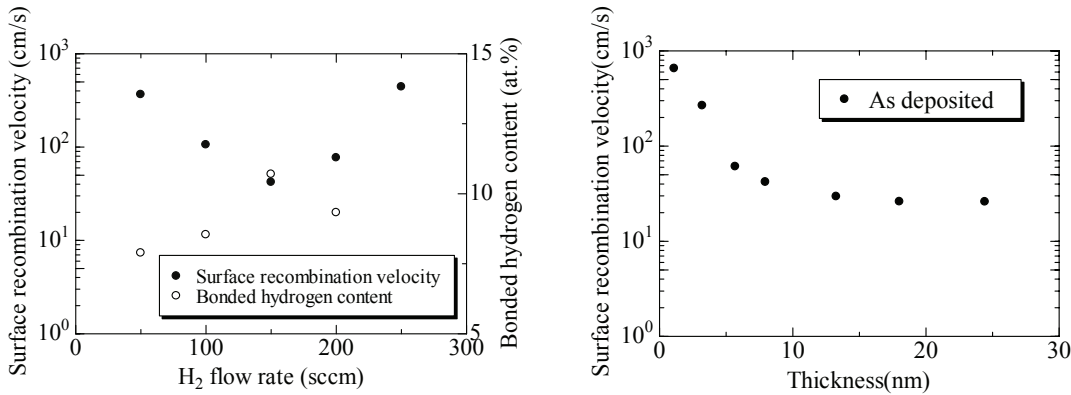 Surface recombination velocity (cm/s)
10³
10²
10¹
10⁰
0
100
200
300
H₂ flow rate (sccm)
15
10
5
Bonded hydrogen content (at.%)
Surface recombination velocity
Bonded hydrogen content
Surface recombination velocity(cm/s)
10³
10²
10¹
10⁰
0
10
20
30
Thickness(nm)
As deposited